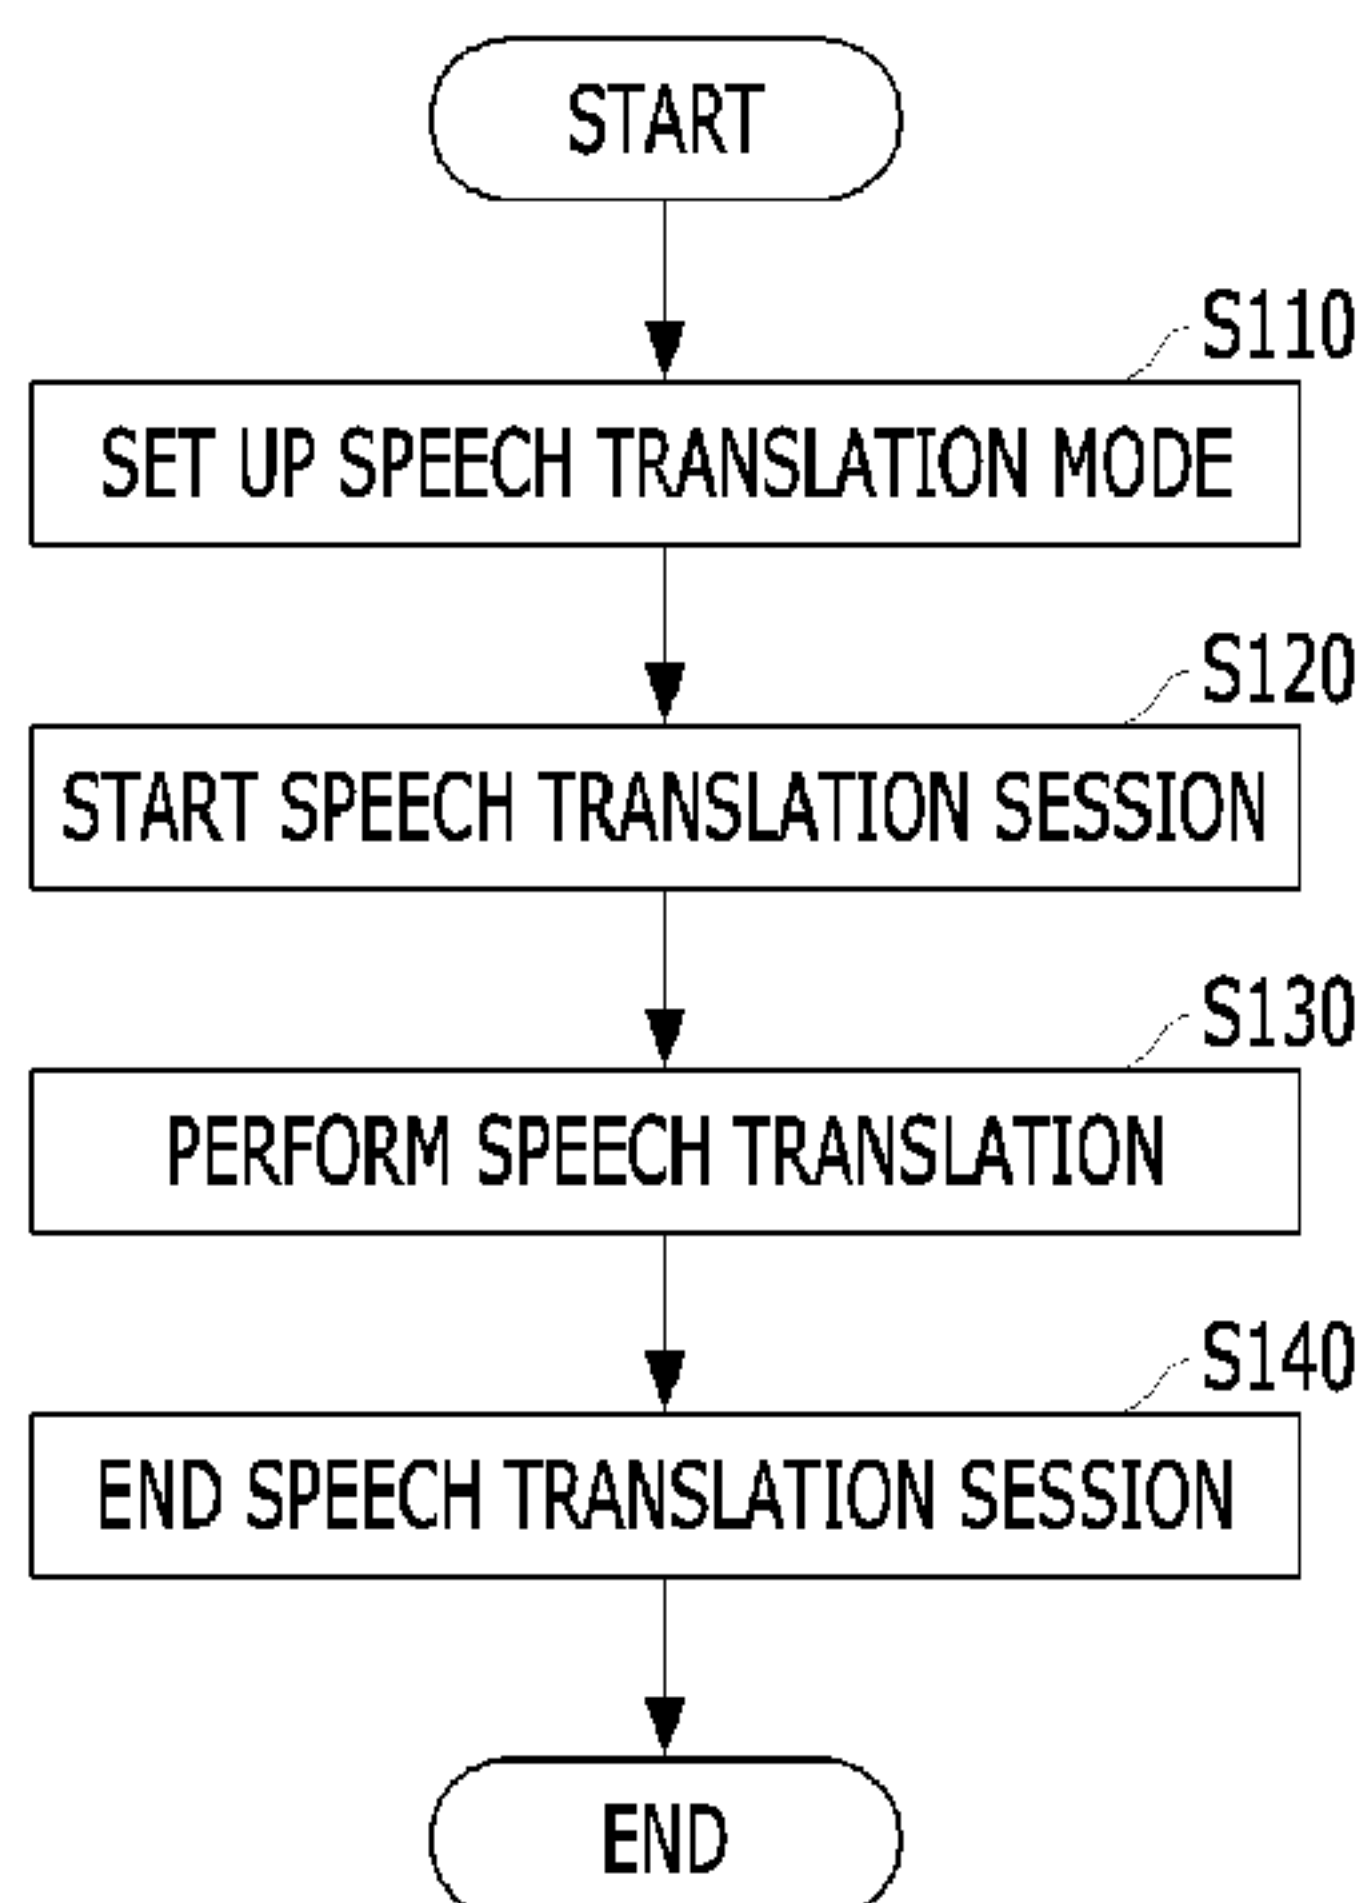 START
S110
SET UP SPEECH TRANSLATION MODE
S120
START SPEECH TRANSLATION SESSION
S130
PERFORM SPEECH TRANSLATION
S140
END SPEECH TRANSLATION SESSION
END